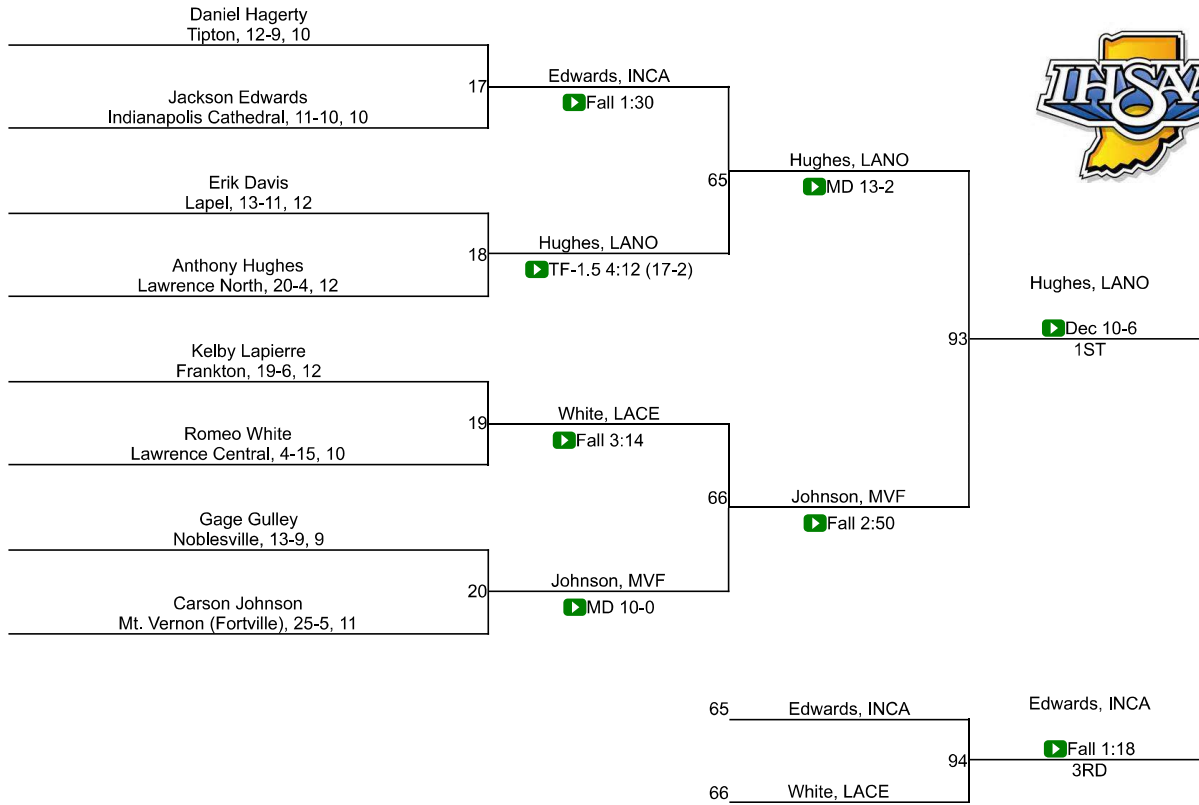 Daniel Hagerty
Tipton, 12-9, 10
17
Edwards, INCA
Fall 1:30
Jackson Edwards
Indianapolis Cathedral, 11-10, 10
65
Hughes, LANO
MD 13-2
Erik Davis
Lapel, 13-11, 12
18
Hughes, LANO
TF-1.5 4:12 (17-2)
Anthony Hughes
Lawrence North, 20-4, 12
93
Hughes, LANO
Dec 10-6
1ST
Kelby Lapierre
Frankton, 19-6, 12
19
White, LACE
Fall 3:14
Romeo White
Lawrence Central, 4-15, 10
66
Johnson, MVF
Fall 2:50
Gage Gulley
Noblesville, 13-9, 9
20
Johnson, MVF
MD 10-0
Carson Johnson
Mt. Vernon (Fortville), 25-5, 11
65
Edwards, INCA
94
Edwards, INCA
Fall 1:18
3RD
66
White, LACE
IHSAA